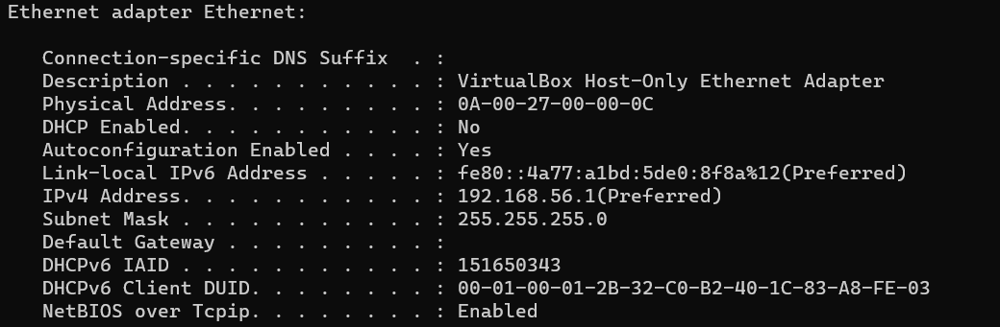 Ethernet adapter Ethernet:
Connection-specific DNS Suffix  . :
Description . . . . . . . . . . . : VirtualBox Host-Only Ethernet Adapter
Physical Address. . . . . . . . . : 0A-00-27-00-00-0C
DHCP Enabled. . . . . . . . . . . : No
Autoconfiguration Enabled . . . . : Yes
Link-local IPv6 Address . . . . . : fe80::4a77:a1bd:5de0:8f8a%12(Preferred)
IPv4 Address. . . . . . . . . . . : 192.168.56.1(Preferred)
Subnet Mask . . . . . . . . . . . : 255.255.255.0
Default Gateway . . . . . . . . . :
DHCPv6 IAID . . . . . . . . . . . : 151650343
DHCPv6 Client DUID. . . . . . . . : 00-01-00-01-2B-32-C0-B2-40-1C-83-A8-FE-03
NetBIOS over Tcpip. . . . . . . . : Enabled